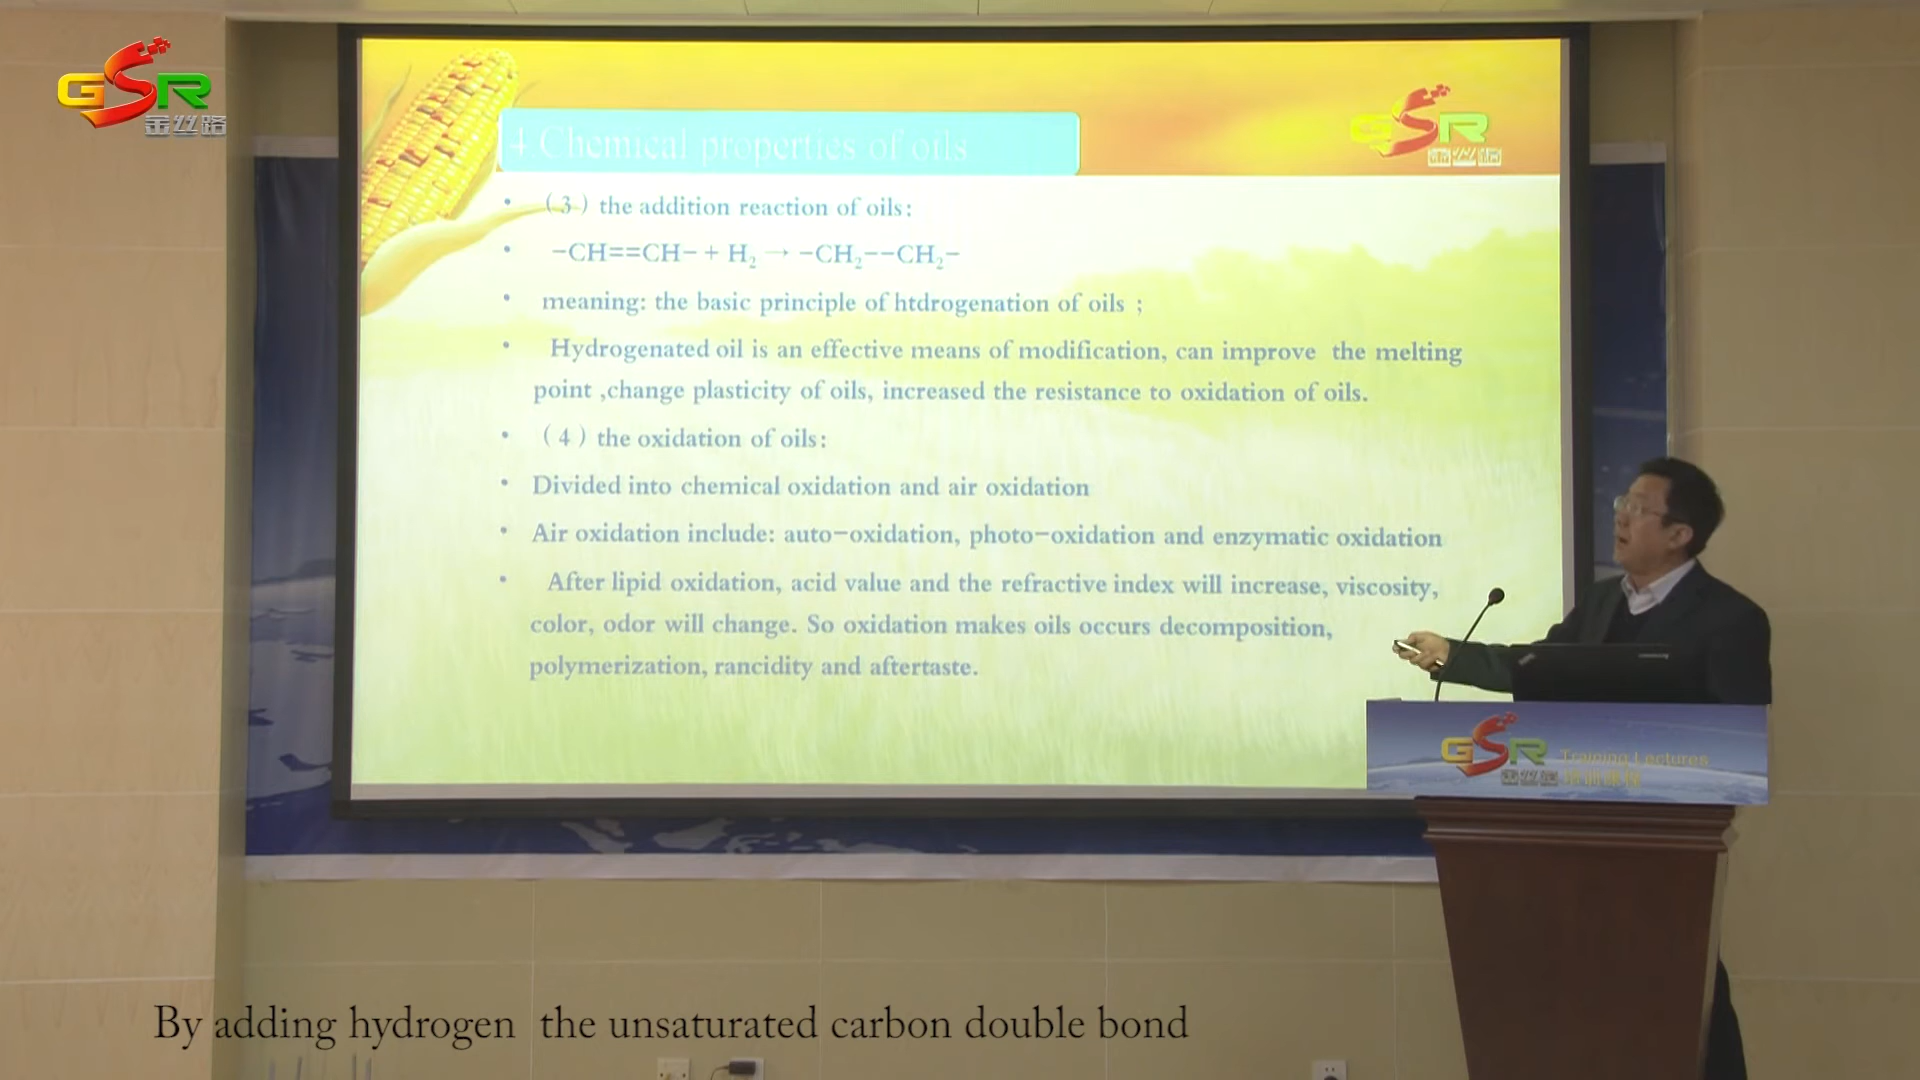 GSR
金丝路
GSR
金丝路
4 Chemical properties of oils
• （3）the addition reaction of oils:
• -CH==CH- + H₂ → -CH₂--CH₂-
• meaning: the basic principle of htdrogenation of oils ;
• Hydrogenated oil is an effective means of modification, can improve the melting
point ,change plasticity of oils, increased the resistance to oxidation of oils.
• （4）the oxidation of oils:
• Divided into chemical oxidation and air oxidation
• Air oxidation include: auto-oxidation, photo-oxidation and enzymatic oxidation
• After lipid oxidation, acid value and the refractive index will increase, viscosity,
color, odor will change. So oxidation makes oils occurs decomposition,
polymerization, rancidity and aftertaste.
GSR Training Lectures
金丝路
By adding hydrogen the unsaturated carbon double bond